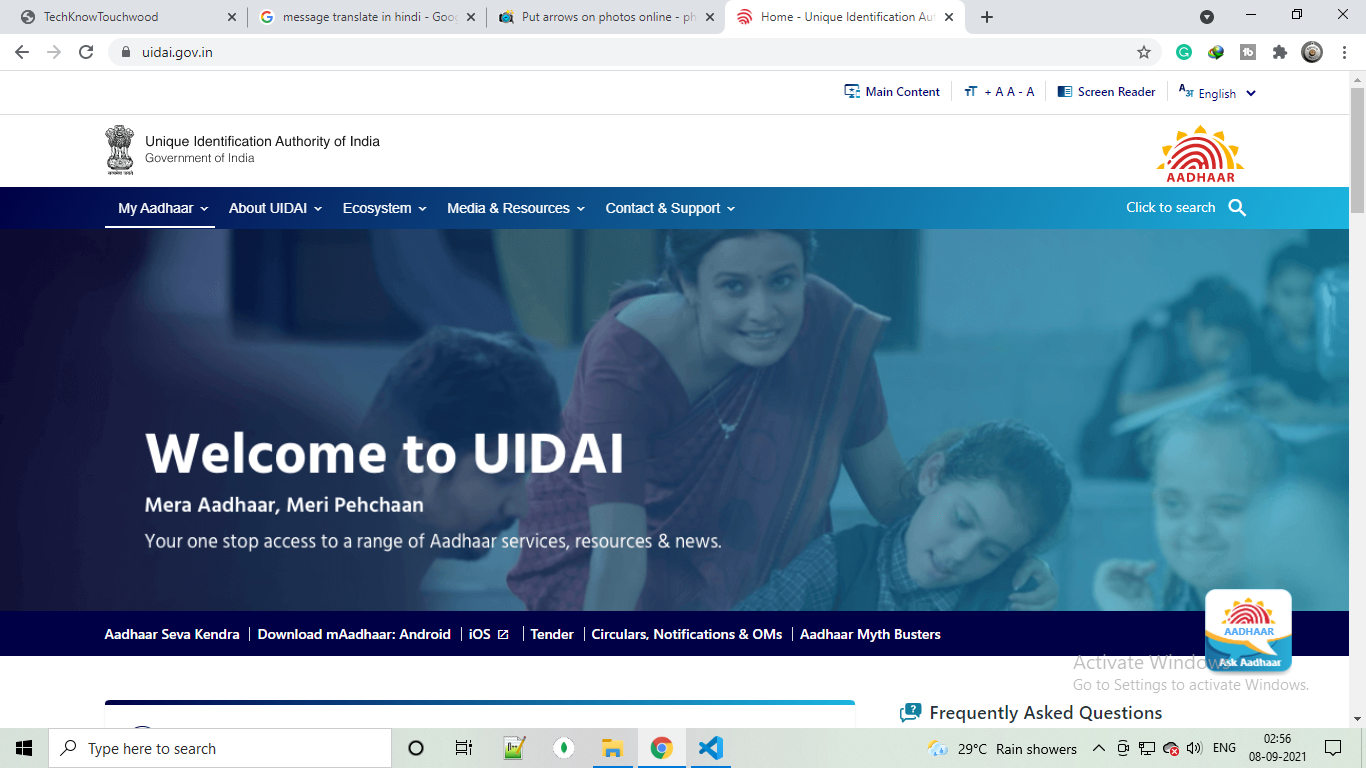 TechKnowTouchwood
message translate in hindi - Goo
Put arrows on photos online - ph
Home - Unique Identification Aut
uidai.gov.in
Main Content
+ A A - A
Screen Reader
English
Unique Identification Authority of India
Government of India
सत्यमेव जयते
AADHAAR
My Aadhaar
About UIDAI
Ecosystem
Media & Resources
Contact & Support
Click to search
Welcome to UIDAI
Mera Aadhaar, Meri Pehchaan
Your one stop access to a range of Aadhaar services, resources & news.
Aadhaar Seva Kendra
Download mAadhaar: Android
iOS
Tender
Circulars, Notifications & OMs
Aadhaar Myth Busters
AADHAAR
Ask Aadhaar
Activate Windows
Go to Settings to activate Windows.
Frequently Asked Questions
Type here to search
29°C Rain showers
ENG
02:56
08-09-2021